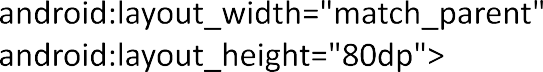 android:layout_width="match_parent"
android:layout_height="80dp">